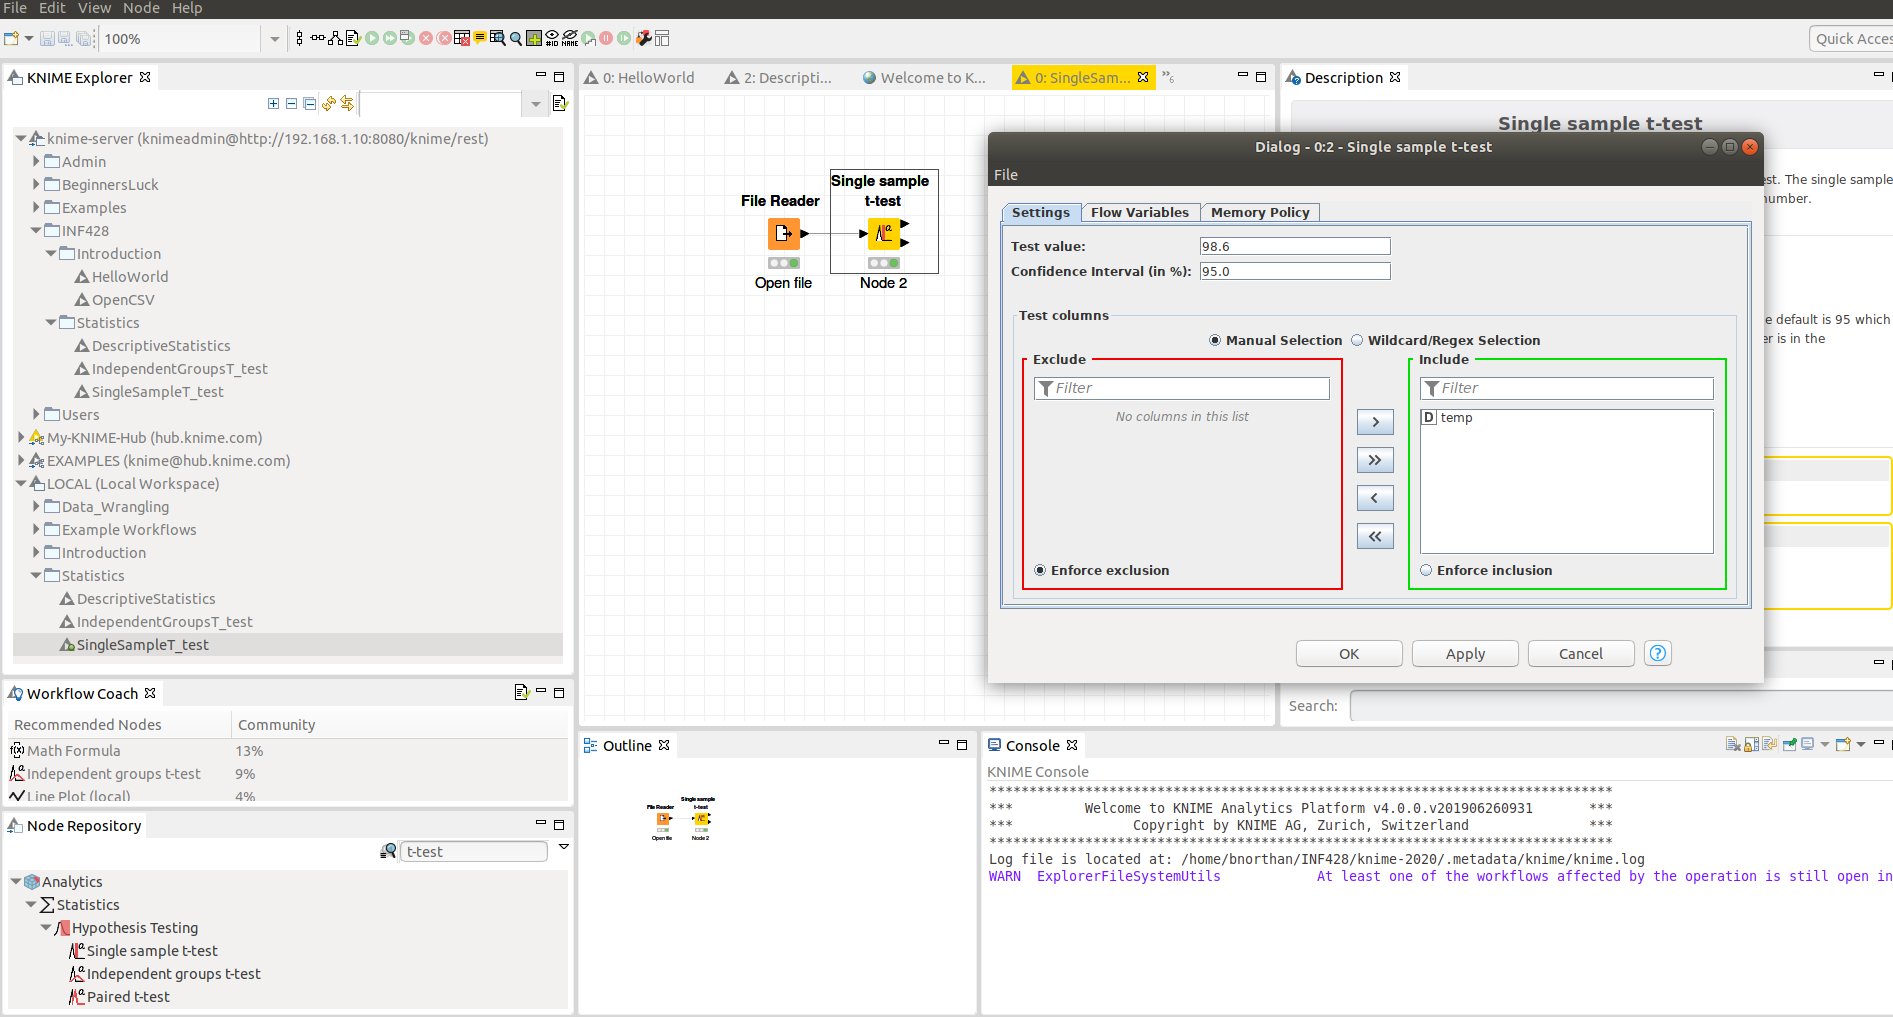 File Edit View Node Help
100%
Quick Acces
KNIME Explorer
knime-server (knimeadmin@http://192.168.1.10:8080/knime/rest)
Admin
BeginnersLuck
Examples
INF428
Introduction
HelloWorld
OpenCSV
Statistics
DescriptiveStatistics
IndependentGroupsT_test
SingleSampleT_test
Users
My-KNIME-Hub (hub.knime.com)
EXAMPLES (knime@hub.knime.com)
LOCAL (Local Workspace)
Data_Wrangling
Example Workflows
Introduction
Statistics
DescriptiveStatistics
IndependentGroupsT_test
SingleSampleT_test
Workflow Coach
Recommended Nodes Community
Math Formula 13%
Independent groups t-test 9%
Line Plot (local) 4%
Node Repository
t-test
Analytics
Statistics
Hypothesis Testing
Single sample t-test
Independent groups t-test
Paired t-test
0: HelloWorld 2: Descripti... Welcome to K... 0: SingleSam... »6
File Reader
Open file
Single sample
t-test
Node 2
Description
Single sample t-test
est. The single sample
number.
e default is 95 which
er is in the
Search:
Dialog - 0:2 - Single sample t-test
File
Settings Flow Variables Memory Policy
Test value: 98.6
Confidence Interval (in %): 95.0
Test columns
Manual Selection Wildcard/Regex Selection
Exclude
Filter
No columns in this list
Enforce exclusion
>
>>
<
<<
Include
Filter
D temp
Enforce inclusion
OK Apply Cancel ?
Outline
File Reader
Open file
Single sample
t-test
Node 2
Console
KNIME Console
******************************************************************************
*** Welcome to KNIME Analytics Platform v4.0.0.v201906260931 ***
*** Copyright by KNIME AG, Zurich, Switzerland ***
******************************************************************************
Log file is located at: /home/bnorthan/INF428/knime-2020/.metadata/knime/knime.log
WARN ExplorerFileSystemUtils At least one of the workflows affected by the operation is still open in